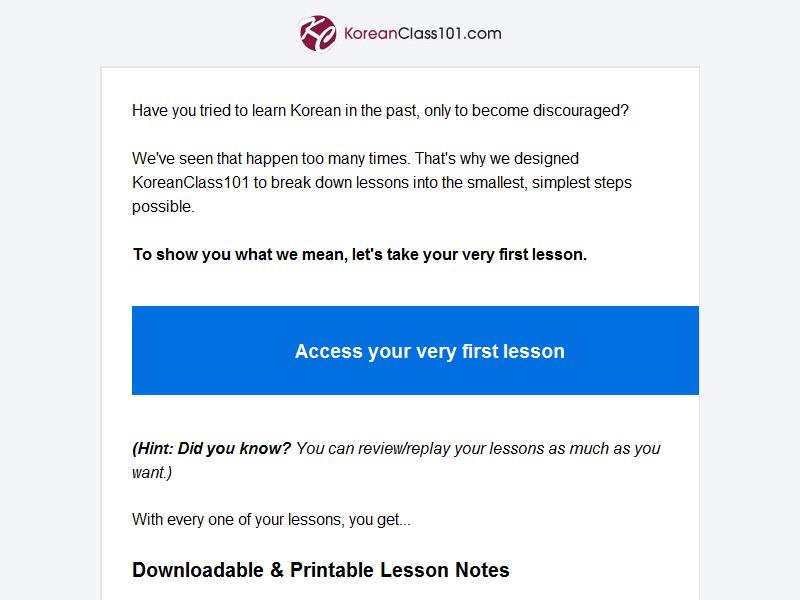 KoreanClass101.com
Have you tried to learn Korean in the past, only to become discouraged?
We've seen that happen too many times. That's why we designed
KoreanClass101 to break down lessons into the smallest, simplest steps
possible.
To show you what we mean, let's take your very first lesson.
Access your very first lesson
(Hint: Did you know? You can review/replay your lessons as much as you
want.)
With every one of your lessons, you get...
Downloadable & Printable Lesson Notes